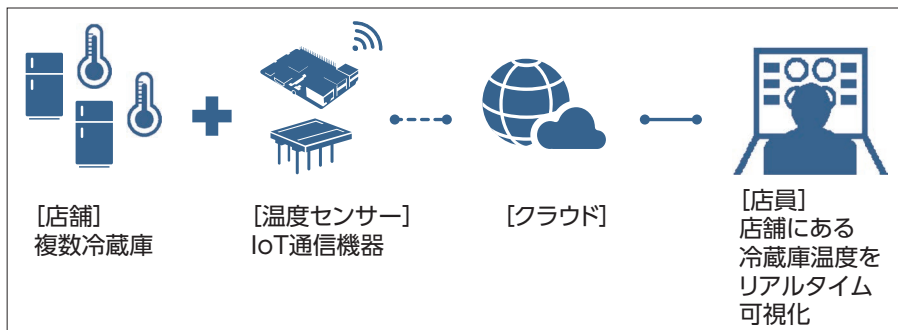 [店舗]
複数冷蔵庫
[温度センサー]
IoT通信機器
[クラウド]
[店員]
店舗にある
冷蔵庫温度を
リアルタイム
可視化